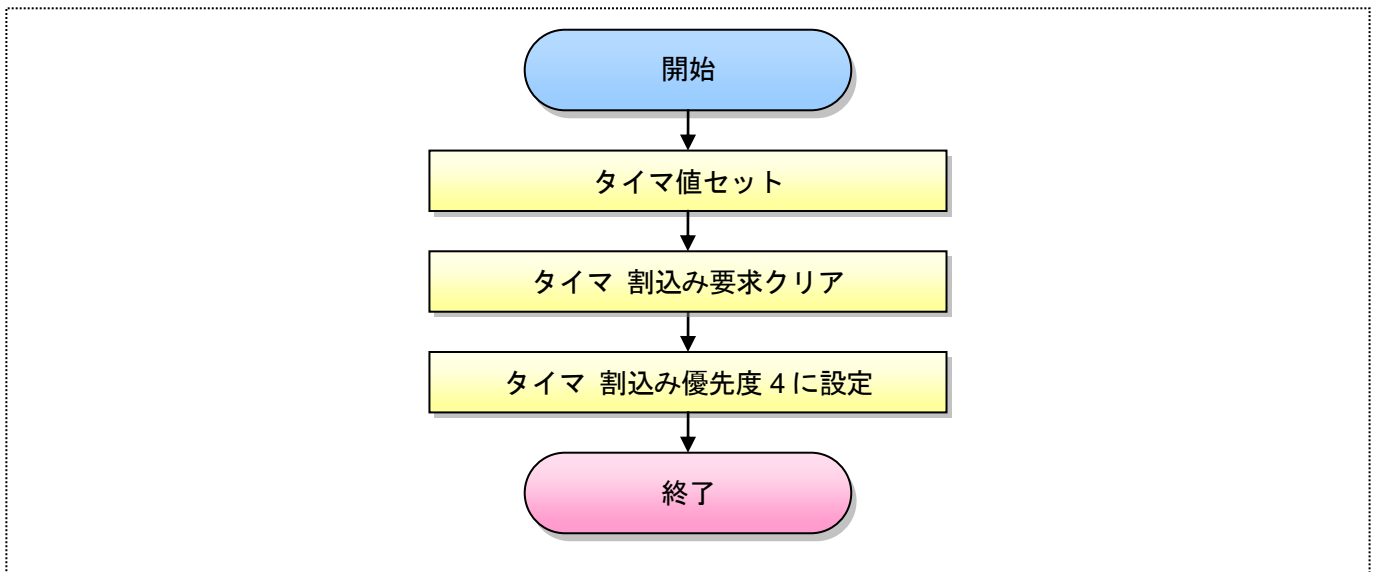 開始
タイマ値セット
タイマ 割込み要求クリア
タイマ 割込み優先度４に設定
終了